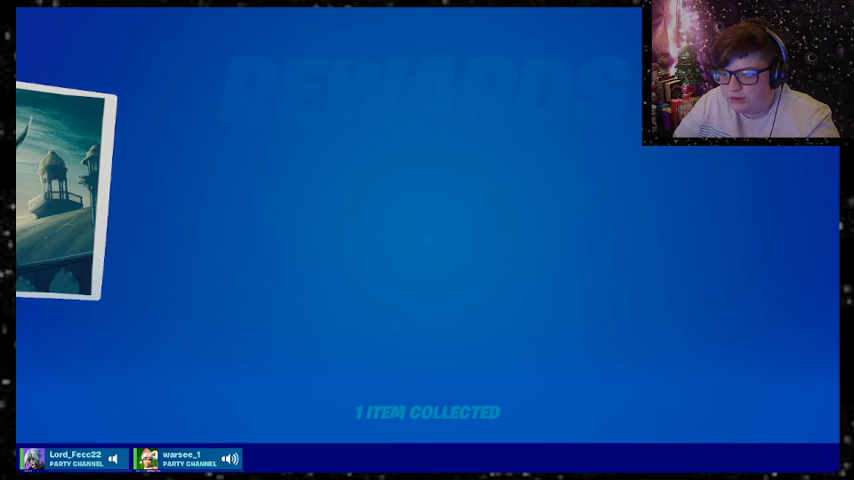 REWARDS
1 ITEM COLLECTED
Lord_Fecc22
PARTY CHANNEL
warsee_1
PARTY CHANNEL